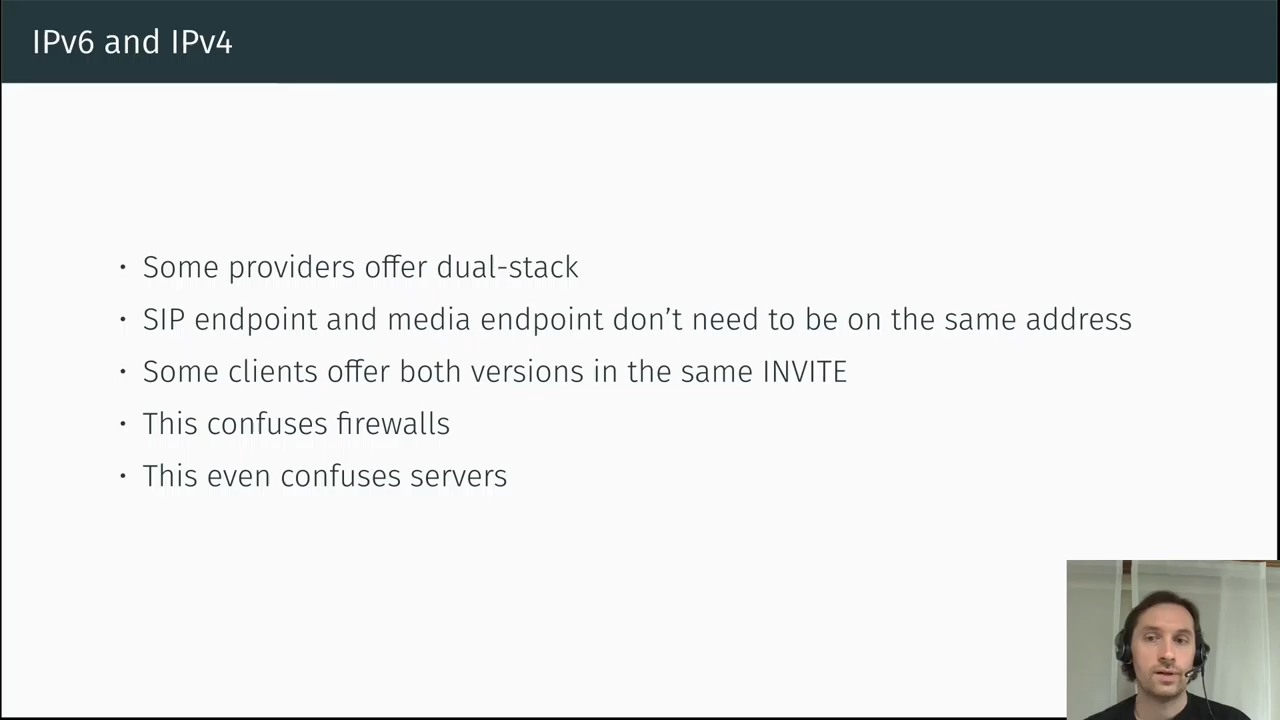 IPv6 and IPv4
• Some providers offer dual-stack
• SIP endpoint and media endpoint don’t need to be on the same address
• Some clients offer both versions in the same INVITE
• This confuses firewalls
• This even confuses servers